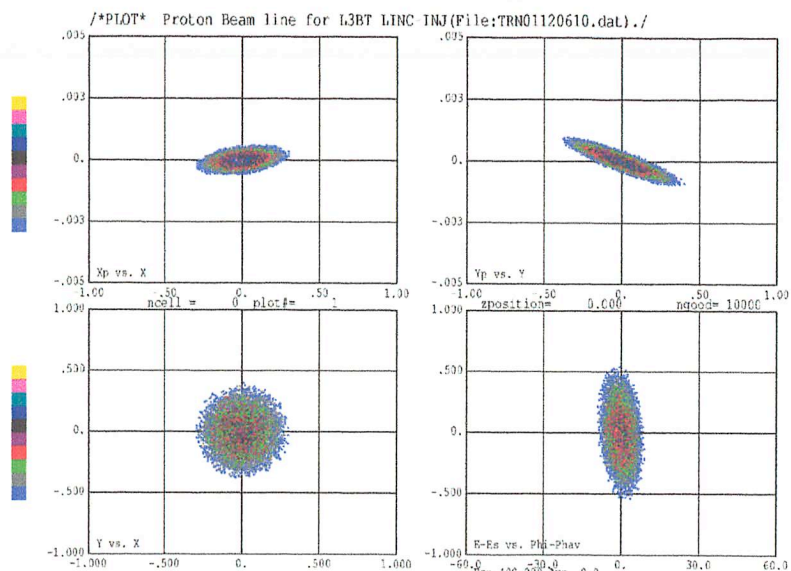 /*PLOT* Proton Beam line for L3BT LINC INJ(File:TRN01120610.dat)./
.005 .005
.003 .003
0. 0.
-.003 -.003
-.005 Xp vs. X -.005 Yp vs. Y
-1.00 -.50 0. .50 1.00 -1.00 -.50 0. .50 1.00
ncell = 0 plot#= 1 zposition= 0.000 ngood= 10000
1.000 1.000
.500 .500
0. 0.
-.500 -.500
-1.000 Y vs. X -1.000 E-Es vs. Phi-Phav
-1.000 -.500 0. .500 1.000 -60.0 -30.0 0. 30.0 60.0